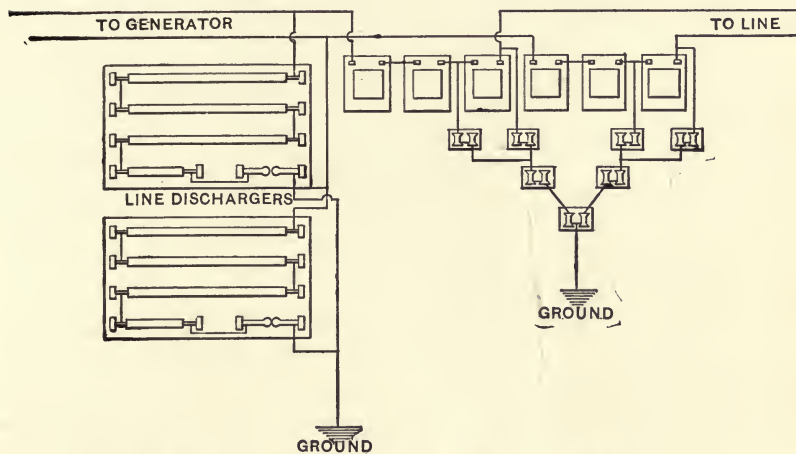 TO GENERATOR
TO LINE
LINE DISCHARGERS
GROUND
GROUND